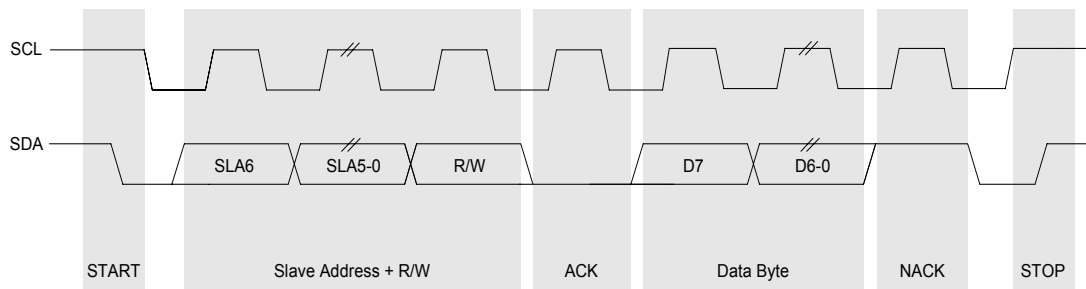 SCL
SDA
SLA6 SLA5-0 R/W D7 D6-0
START Slave Address + R/W ACK Data Byte NACK STOP